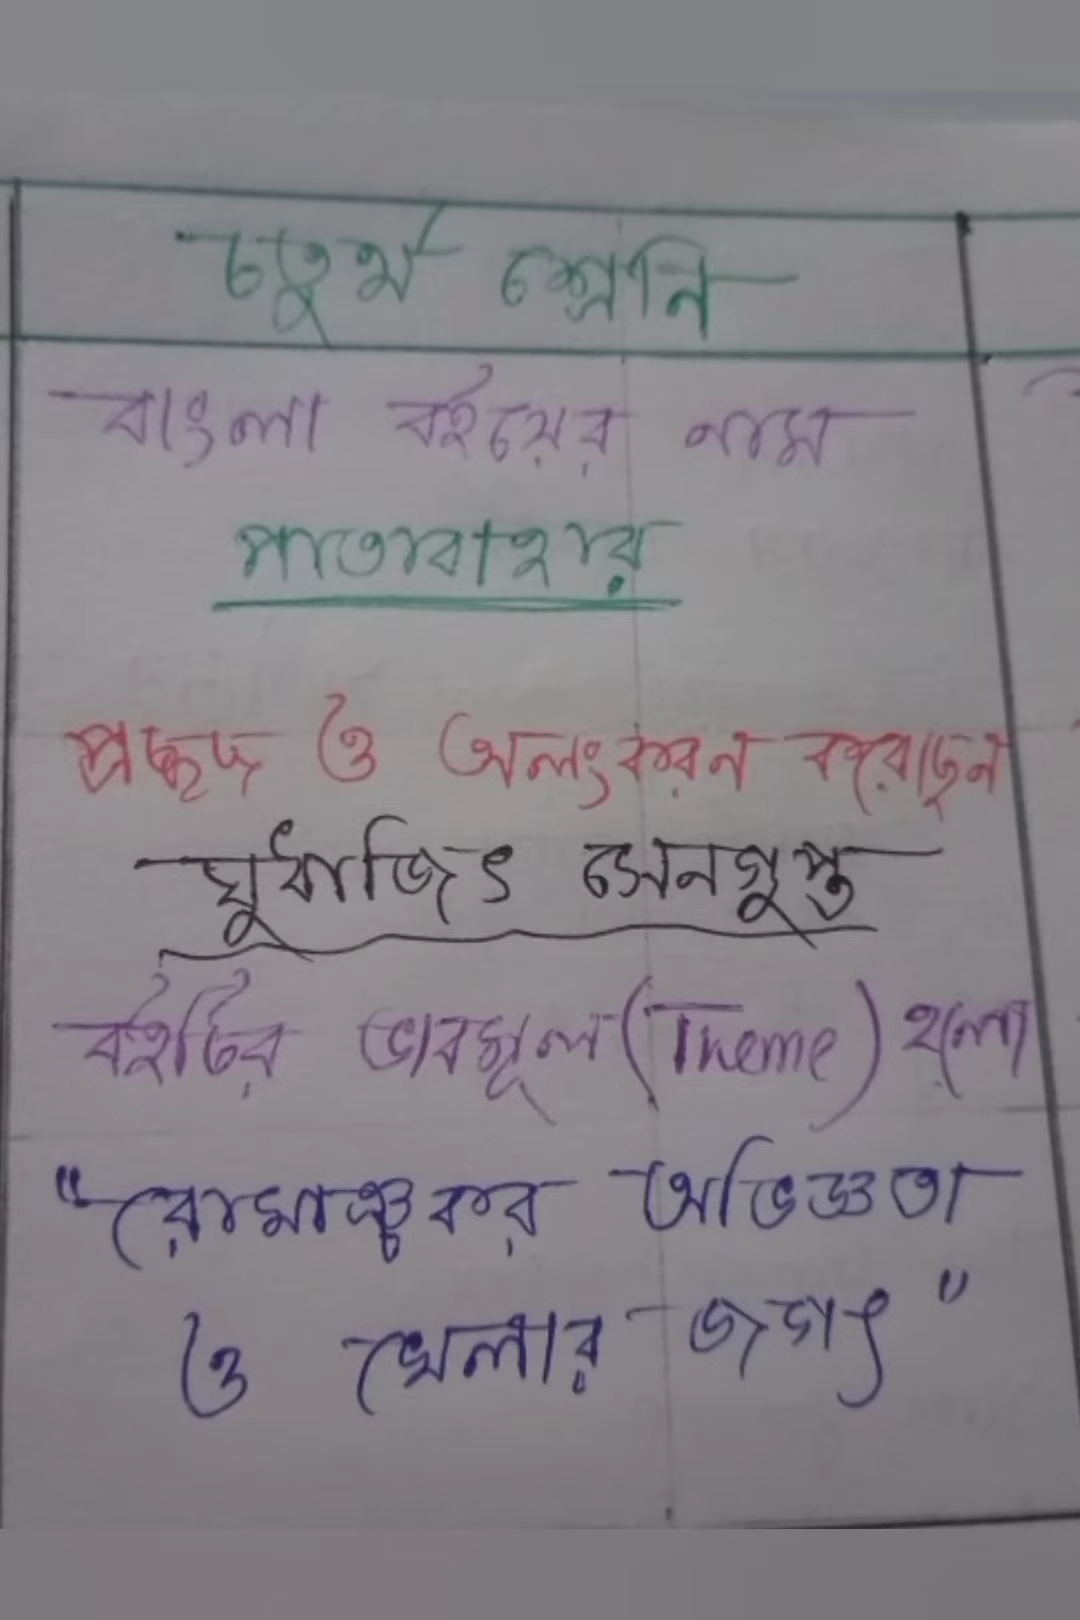 চতুর্থ শ্রেনি
বাংলা বইয়ের নাম
পাতাবাহার
প্রচ্ছদ ও অলংকরন করেছেন
যুধাজিৎ সেনগুপ্ত
বইটির ভাবমূল (Theme) হলো
"রোমাঞ্চকর অভিজ্ঞতা
ও খেলার জগৎ"